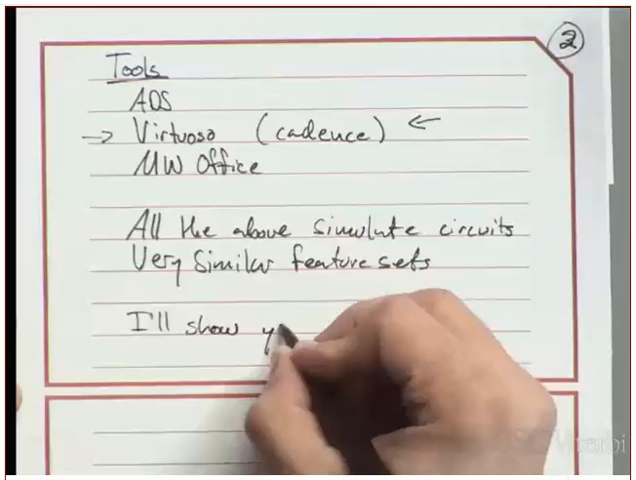 2
Tools
ADS
→ Virtuoso (cadence) ←
MW Office
All the above simulate circuits
Very Similar feature sets
I'll show y